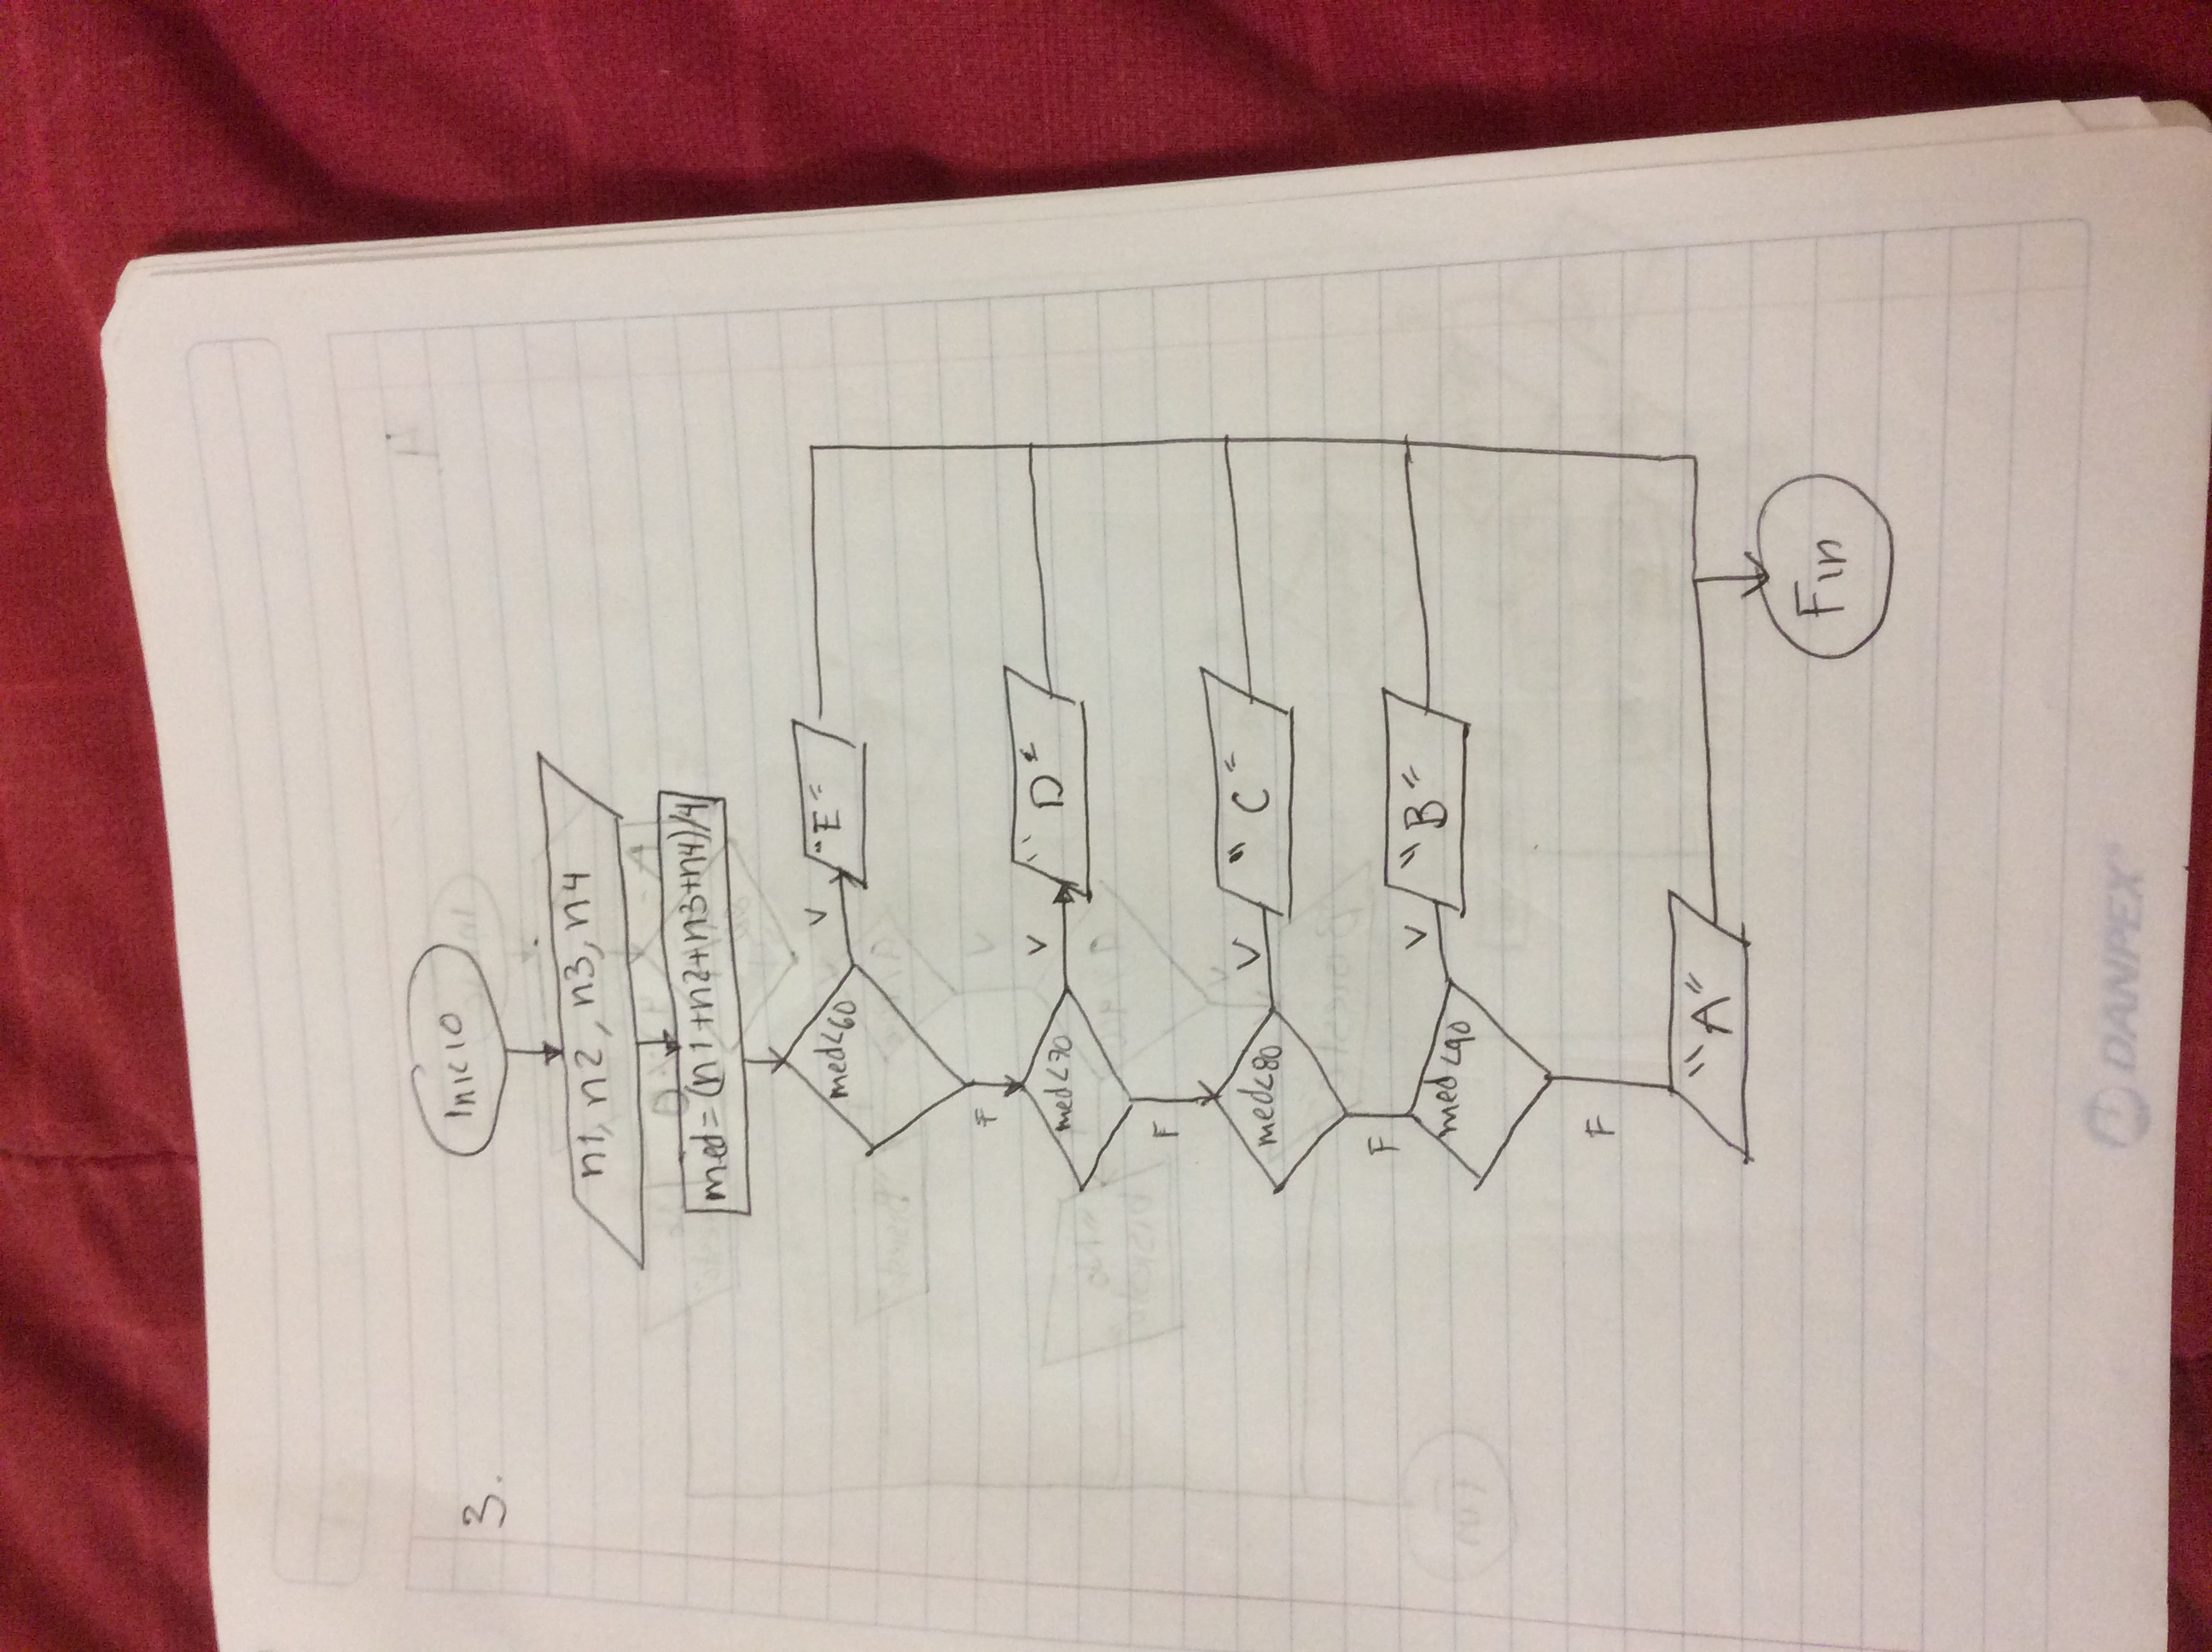 3.
Inicio
n1, n2, n3, n4
med=(n1+n2+n3+n4)/4
med<60
V
"E"
F
med<70
V
"D"
F
med<80
V
"C"
F
med<90
V
"B"
F
"A"
Fin
DANPEX